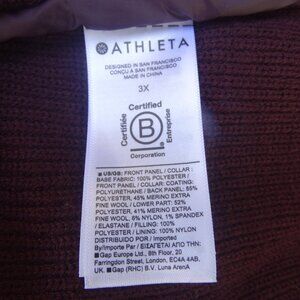 ATHLETA
DESIGNED IN SAN FRANCISCO
CONÇU A SAN FRANCISCO
MADE IN CHINA
3X
Certified
Certifiée
B
Entreprise
Corporation
■ US/GB: FRONT PANEL / COLLAR :
BASE FABRIC: 100% POLYESTER /
FRONT PANEL / COLLAR: COATING:
POLYURETHANE / BACK PANEL: 55%
POLYESTER, 45% MERINO EXTRA
FINE WOOL / LOWER PART: 52%
POLYESTER, 41% MERINO EXTRA
FINE WOOL, 6% NYLON, 1% SPANDEX
/ ELASTANE / FILLING: 100%
POLYESTER / LINING: 100% POLYESTER
DISTRIBUIDO POR / Imported
By/Importe Par / ΕΙΣΑΓΕΤΑΙ ΑΠΟ:
■ Gap Europe Ltd, 8th Floor, 20
Farringdon Street, London, EC4A 4AB,
UK. ■ Gap (RHC) B.V. Luna ArenA